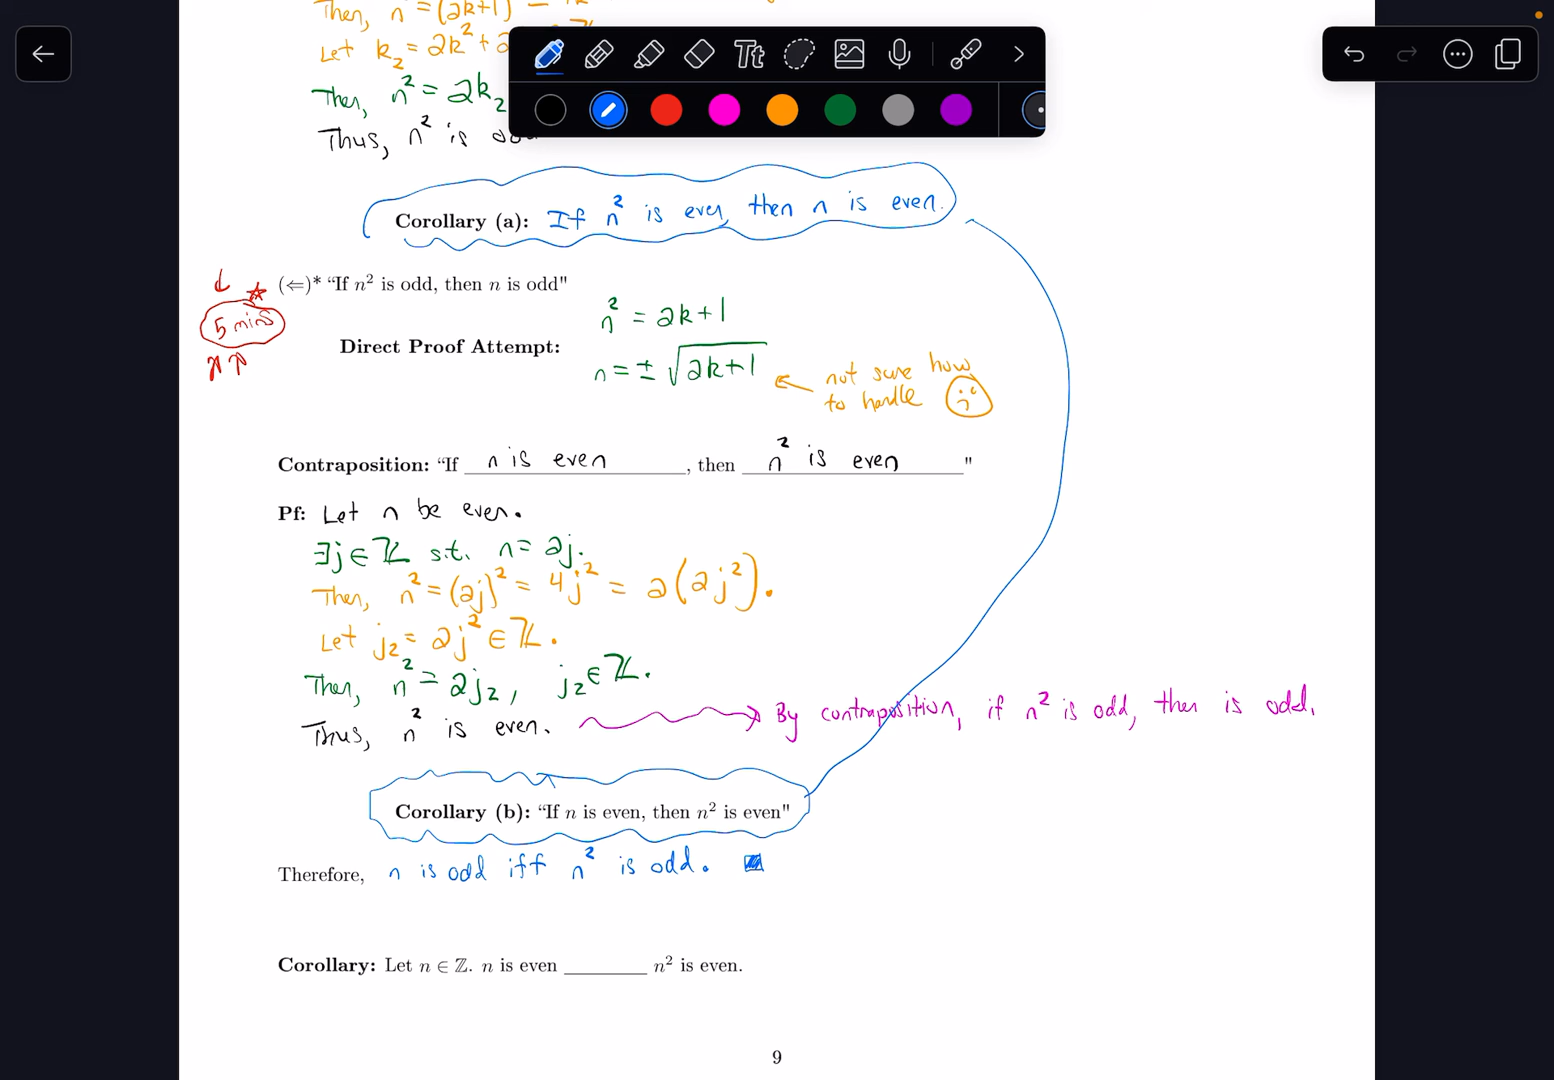 Then, n² = (2k+1)
Let k₂ = 2k² + 2
Then, n² = 2k₂
Thus, n² is odd
Tt
Corollary (a): If n² is even, then n is even.
(⇐)* “If n² is odd, then n is odd"
5 mins
n² = 2k+1
Direct Proof Attempt:
n = ± √(2k+1)
not sure how
to handle
Contraposition: “If n is even, then n² is even"
Pf: Let n be even.
∃j ∈ ℤ s.t. n = 2j.
Then, n² = (2j)² = 4j² = 2(2j²).
Let j₂ = 2j² ∈ ℤ.
Then, n² = 2j₂, j₂ ∈ ℤ.
Thus, n² is even. → By contraposition, if n² is odd, then is odd.
Corollary (b): “If n is even, then n² is even"
Therefore, n is odd iff n² is odd.
Corollary: Let n ∈ ℤ. n is even ________ n² is even.
9